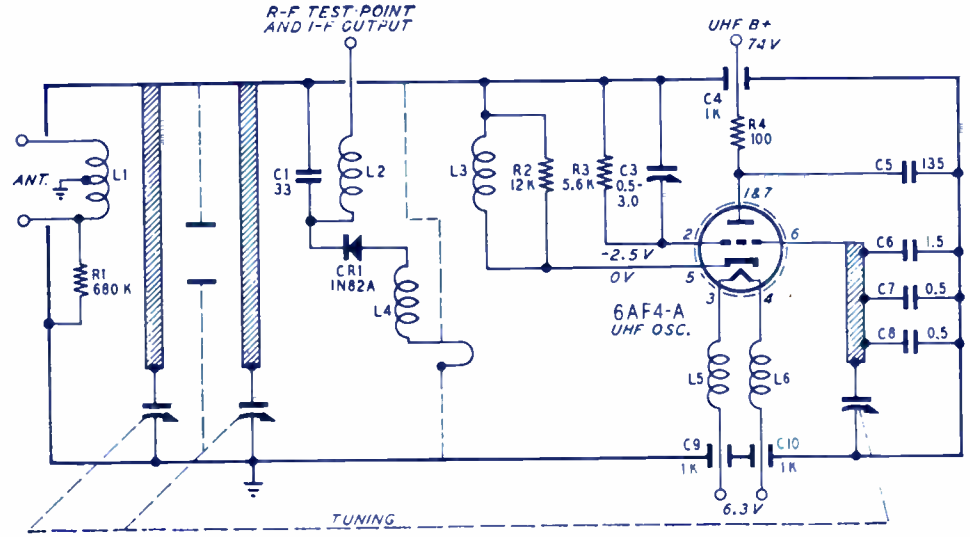 R-F TEST-POINT
AND I-F OUTPUT
UHF B+
74V
C4
1K
R4
100
C5
135
1&7
ANT.
L1
C1
33
L2
L3
R2
12K
R3
5.6K
C3
0.5-
3.0
2
6
-2.5V
0V
5
3
4
C6
1.5
C7
0.5
C8
0.5
R1
680 K
CR1
1N82A
L4
6AF4-A
UHF OSC.
L5
L6
C9
1K
C10
1K
6.3V
TUNING